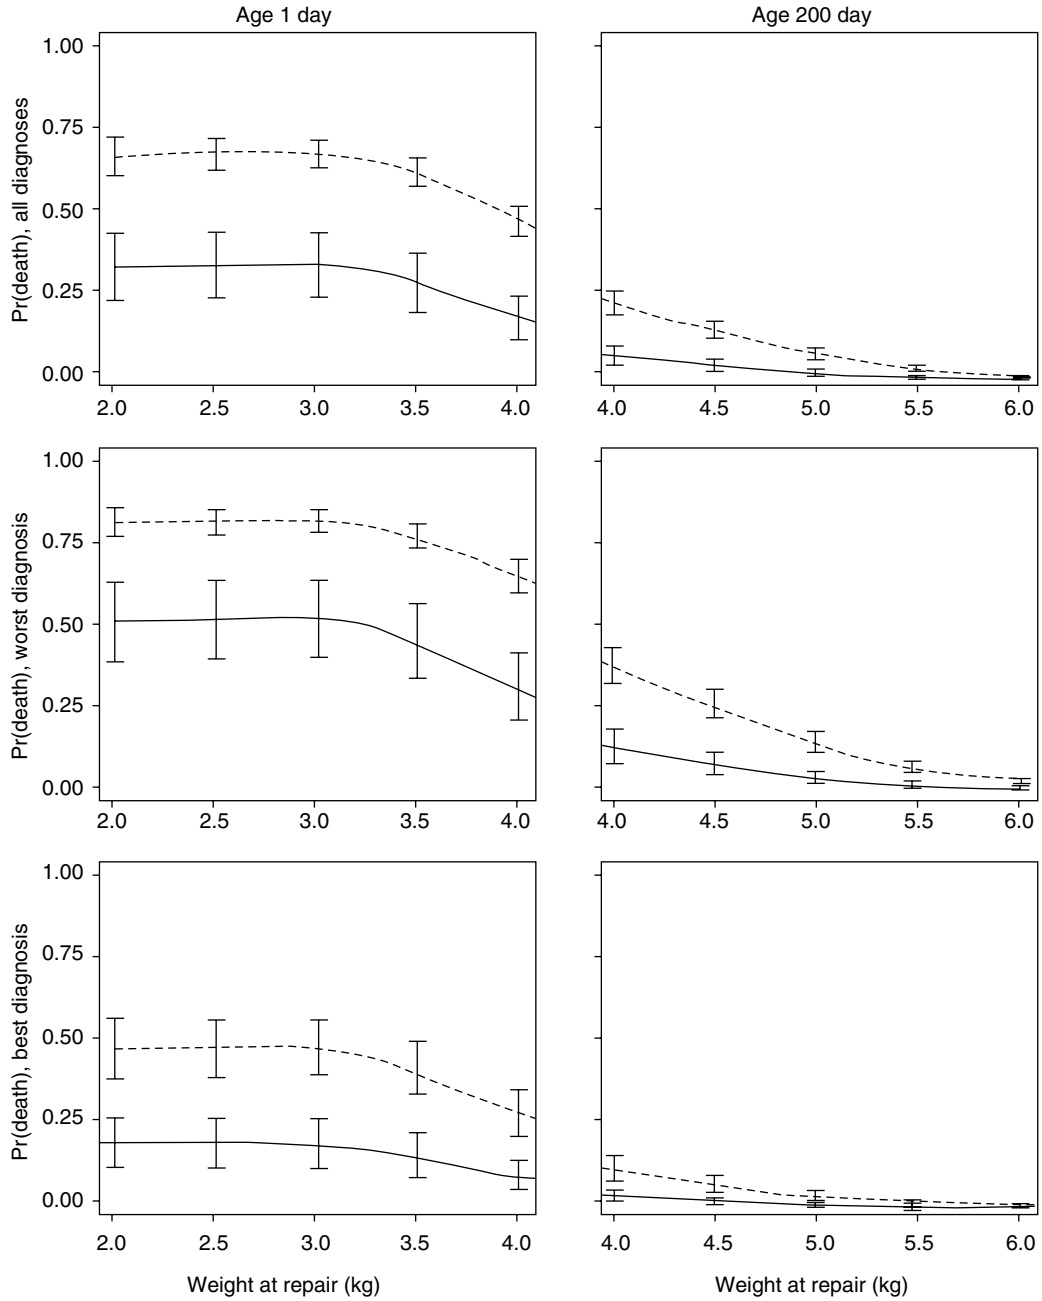 Age 1 day
Age 200 day
Pr(death), all diagnoses
1.00
0.75
0.50
0.25
0.00
2.0 2.5 3.0 3.5 4.0
4.0 4.5 5.0 5.5 6.0
Pr(death), worst diagnosis
1.00
0.75
0.50
0.25
0.00
2.0 2.5 3.0 3.5 4.0
4.0 4.5 5.0 5.5 6.0
Pr(death), best diagnosis
1.00
0.75
0.50
0.25
0.00
2.0 2.5 3.0 3.5 4.0
4.0 4.5 5.0 5.5 6.0
Weight at repair (kg)
Weight at repair (kg)